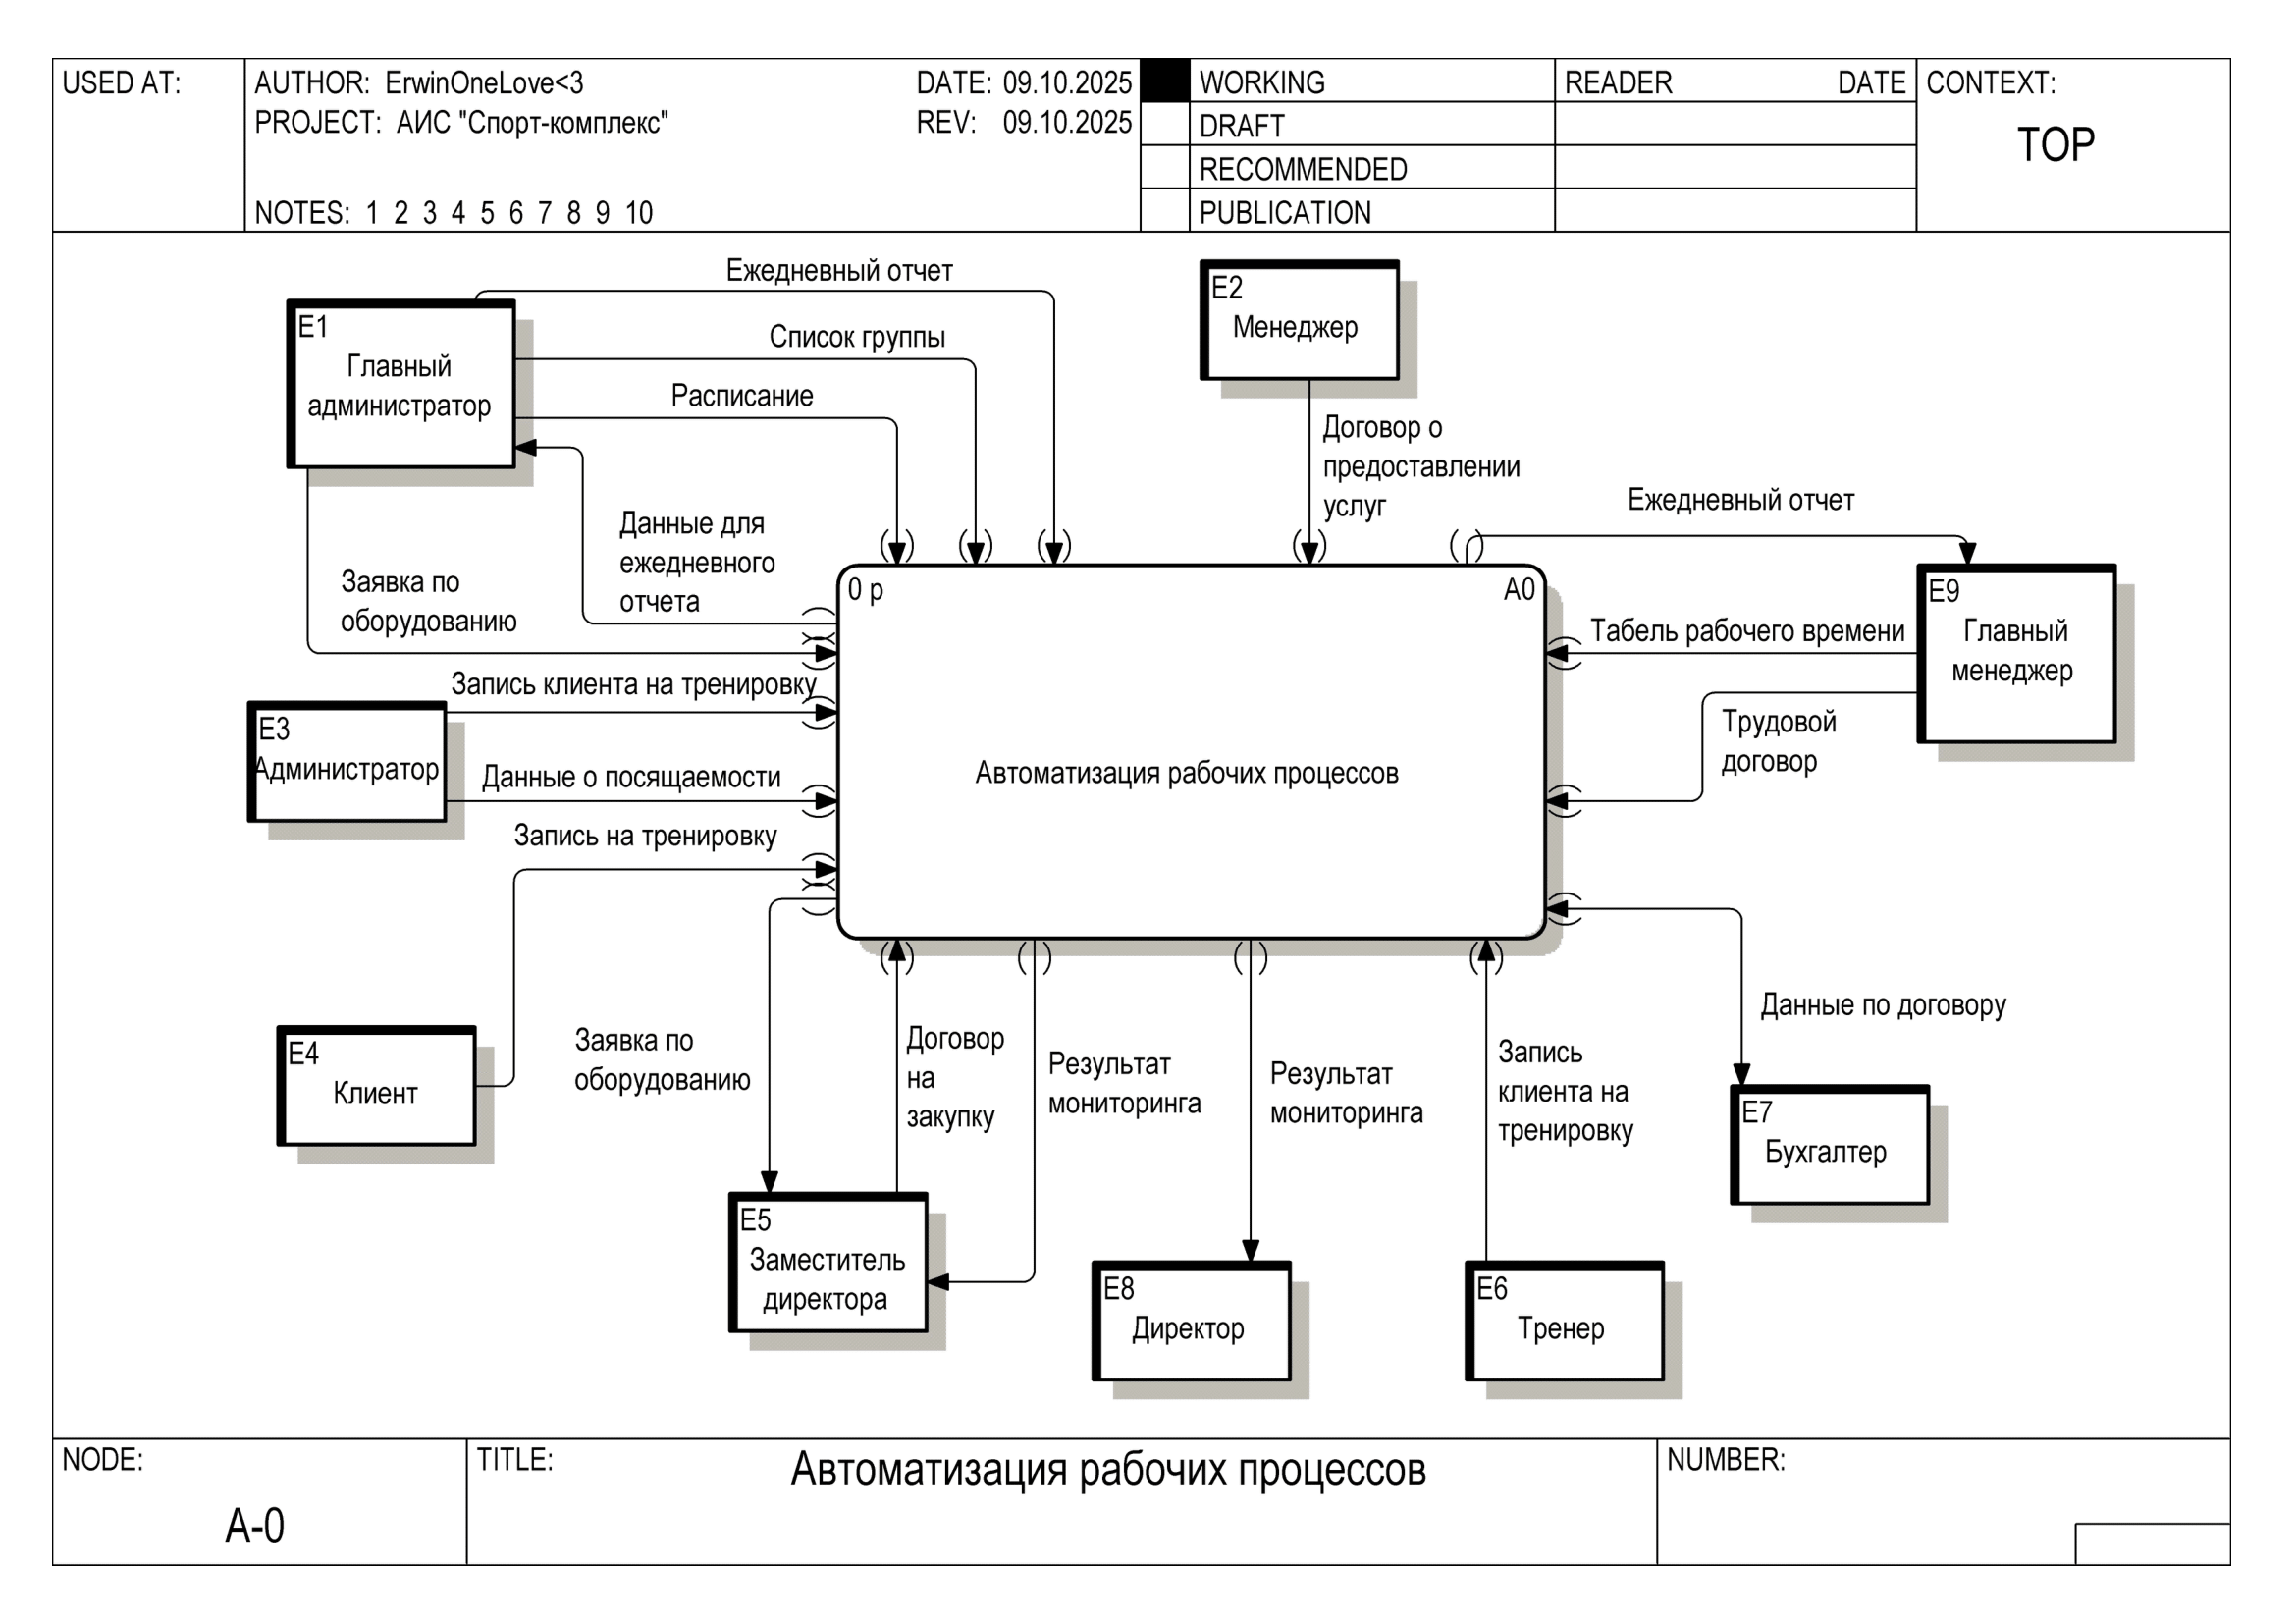 USED AT:
AUTHOR: ErwinOneLove<3
DATE: 09.10.2025
PROJECT: АИС "Спорт-комплекс"
REV: 09.10.2025
NOTES: 1 2 3 4 5 6 7 8 9 10
WORKING
DRAFT
RECOMMENDED
PUBLICATION
READER DATE
CONTEXT:
TOP
Ежедневный отчет
E1
Главный
администратор
Список группы
Расписание
E2
Менеджер
Договор о
предоставлении
услуг
Ежедневный отчет
Данные для
ежедневного
отчета
Заявка по
оборудованию
0 р
A0
Автоматизация рабочих процессов
E9
Главный
менеджер
Табель рабочего времени
Трудовой
договор
Запись клиента на тренировку
E3
Администратор
Данные о посящаемости
Запись на тренировку
E4
Клиент
Заявка по
оборудованию
Договор
на
закупку
Результат
мониторинга
Результат
мониторинга
Запись
клиента на
тренировку
Данные по договору
E7
Бухгалтер
E5
Заместитель
директора
E8
Директор
E6
Тренер
NODE:
A-0
TITLE:
Автоматизация рабочих процессов
NUMBER: